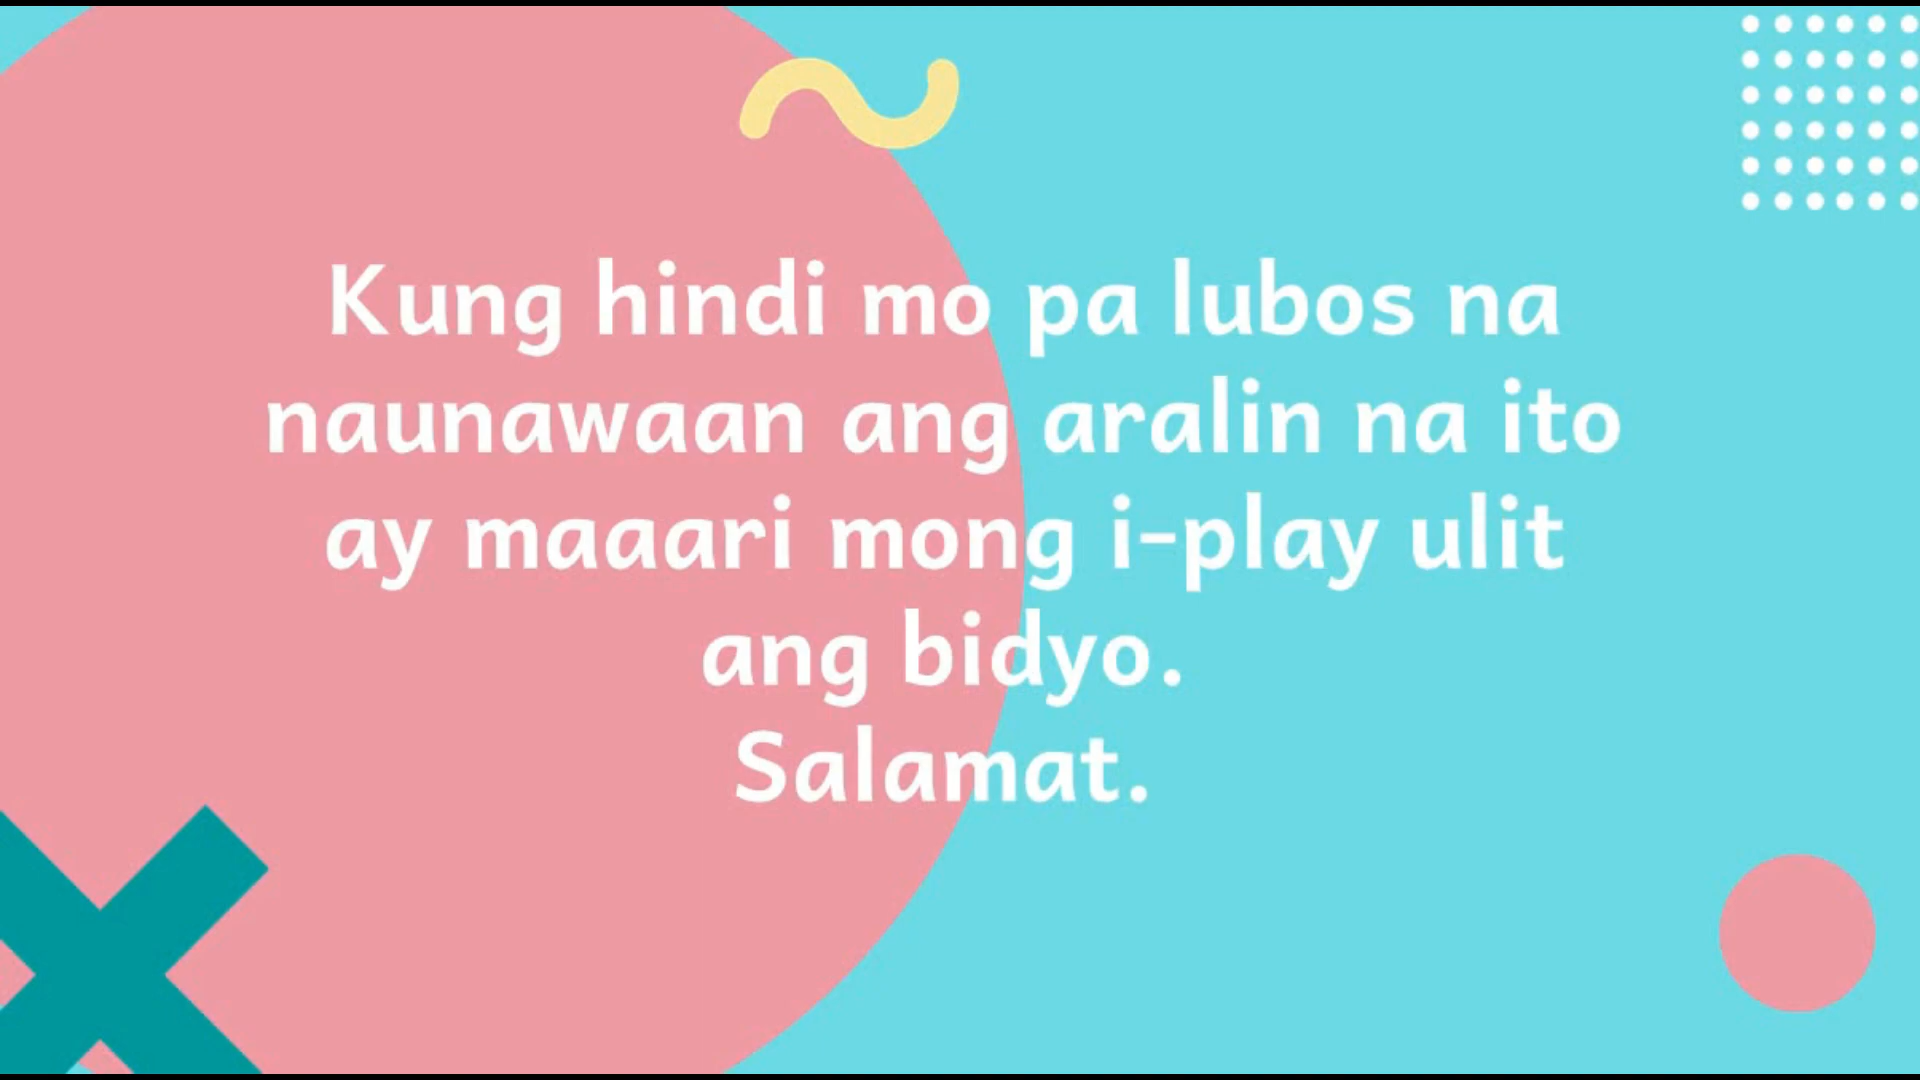 Kung hindi mo pa lubos na
naunawaan ang aralin na ito
ay maaari mong i-play ulit
ang bidyo.
Salamat.